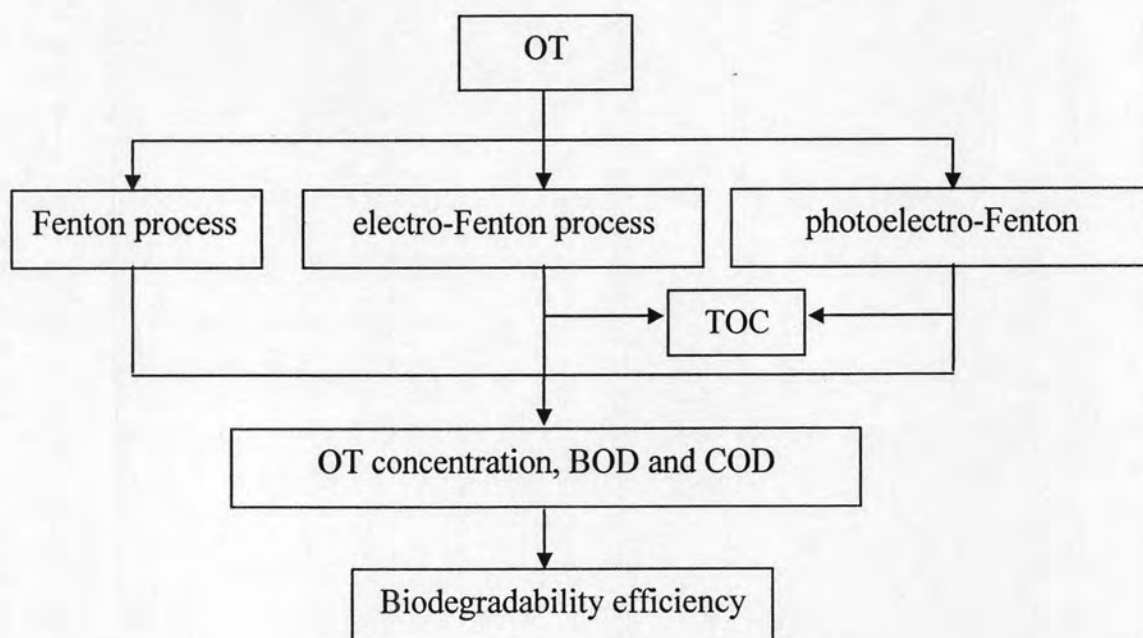 OT
Fenton process
electro-Fenton process
photoelectro-Fenton
TOC
OT concentration, BOD and COD
Biodegradability efficiency